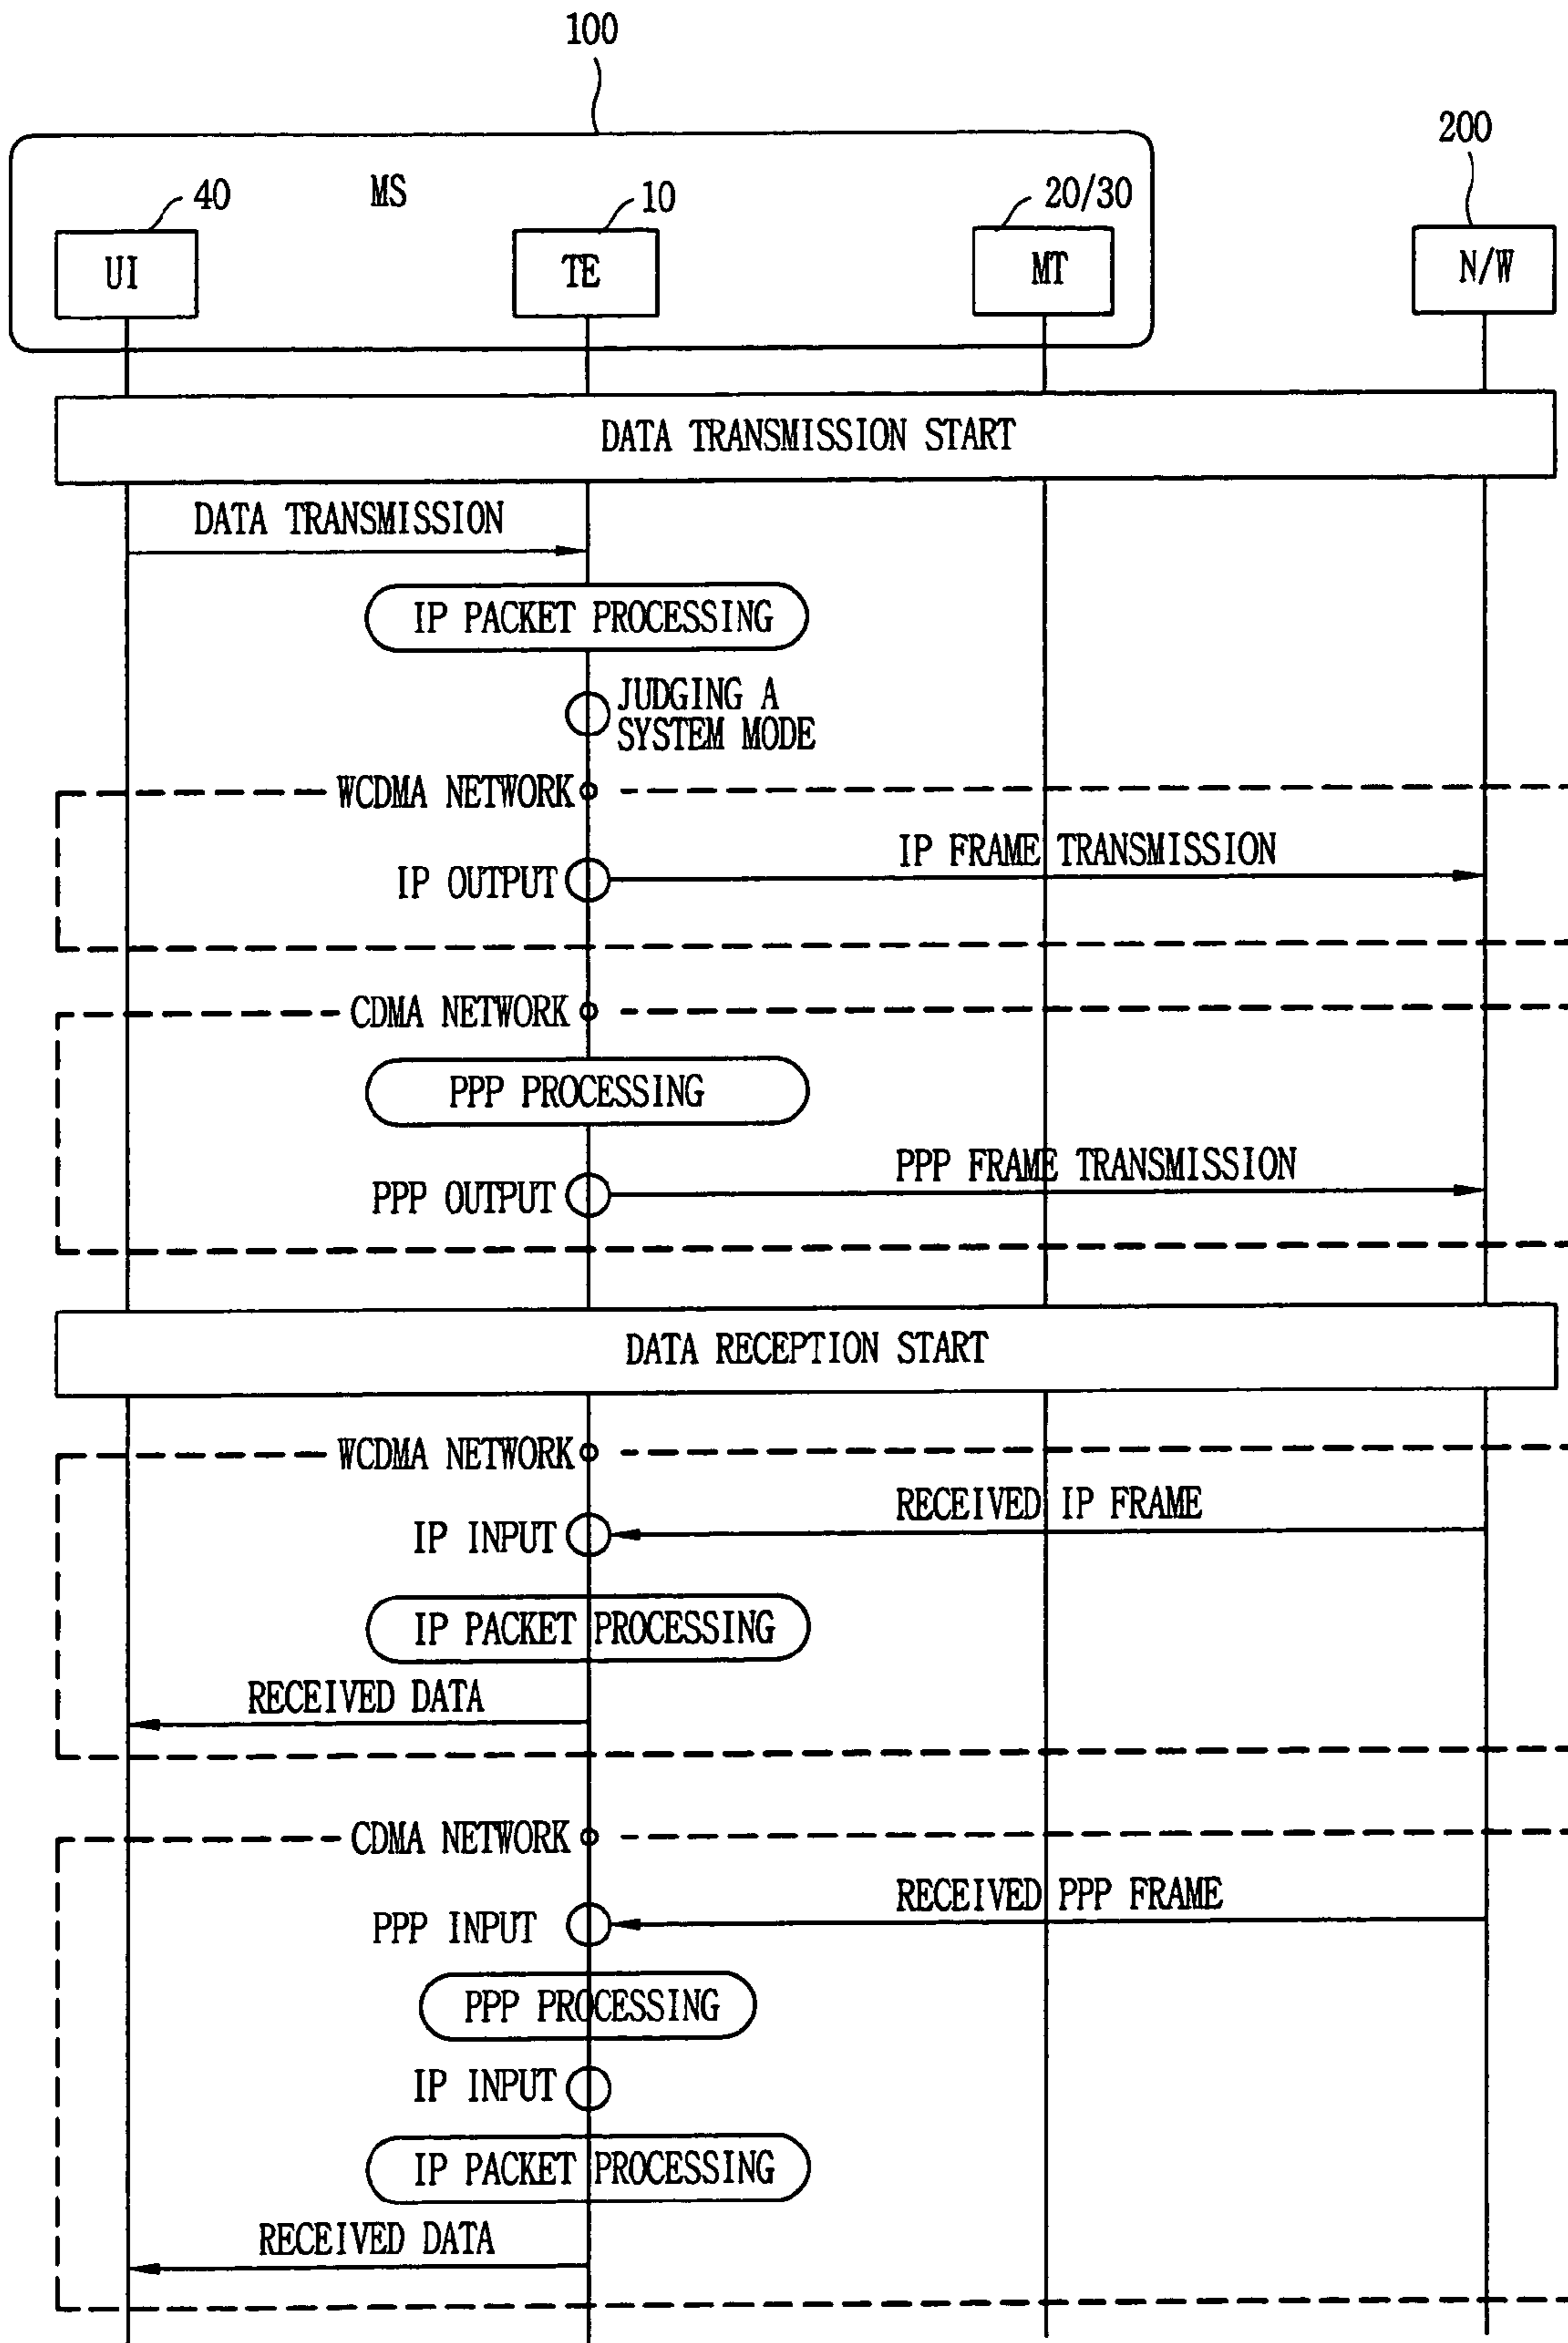 100
200
MS
40
10
20/30
UI
TE
MT
N/W
DATA TRANSMISSION START
DATA TRANSMISSION
IP PACKET PROCESSING
JUDGING A
SYSTEM MODE
WCDMA NETWORK
IP FRAME TRANSMISSION
IP OUTPUT
CDMA NETWORK
PPP PROCESSING
PPP FRAME TRANSMISSION
PPP OUTPUT
DATA RECEPTION START
WCDMA NETWORK
RECEIVED IP FRAME
IP INPUT
IP PACKET PROCESSING
RECEIVED DATA
CDMA NETWORK
RECEIVED PPP FRAME
PPP INPUT
PPP PROCESSING
IP INPUT
IP PACKET PROCESSING
RECEIVED DATA